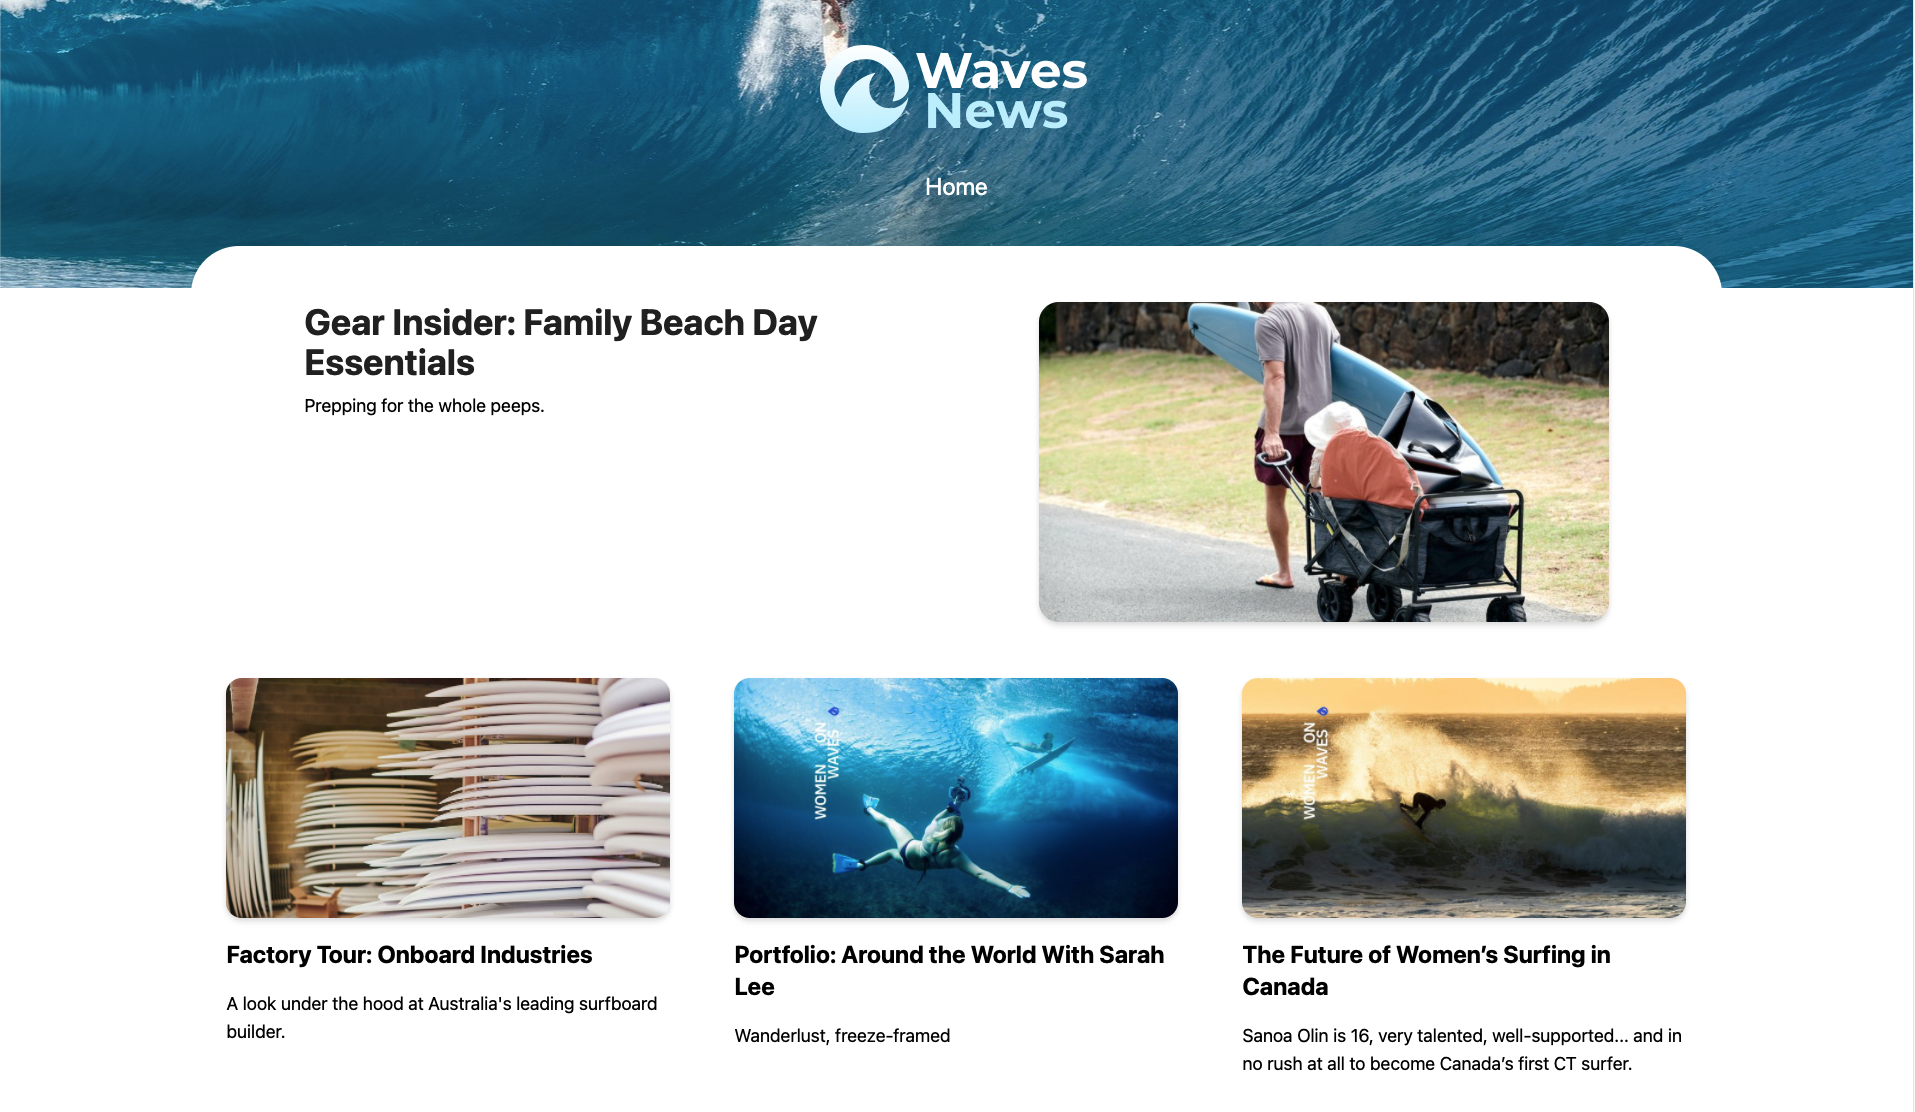 Waves
News
Home
Gear Insider: Family Beach Day
Essentials
Prepping for the whole peeps.
WOMEN ON
WAVES
WOMEN ON
WAVES
Factory Tour: Onboard Industries
A look under the hood at Australia's leading surfboard
builder.
Portfolio: Around the World With Sarah
Lee
Wanderlust, freeze-framed
The Future of Women’s Surfing in
Canada
Sanoa Olin is 16, very talented, well-supported... and in
no rush at all to become Canada’s first CT surfer.